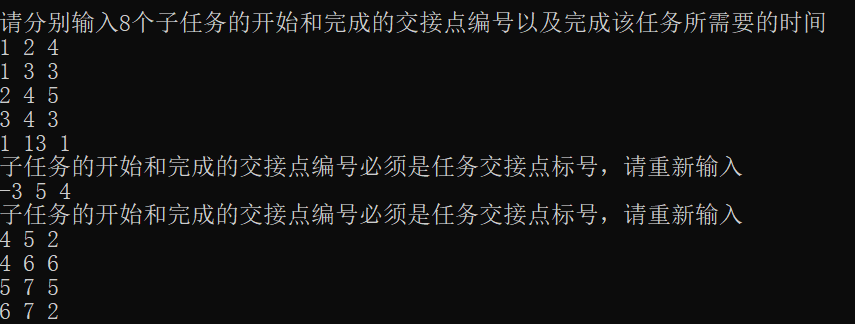 请分别输入8个子任务的开始和完成的交接点编号以及完成该任务所需要的时间
1 2 4
1 3 3
2 4 5
3 4 3
1 13 1
子任务的开始和完成的交接点编号必须是任务交接点标号，请重新输入
-3 5 4
子任务的开始和完成的交接点编号必须是任务交接点标号，请重新输入
4 5 2
4 6 6
5 7 5
6 7 2